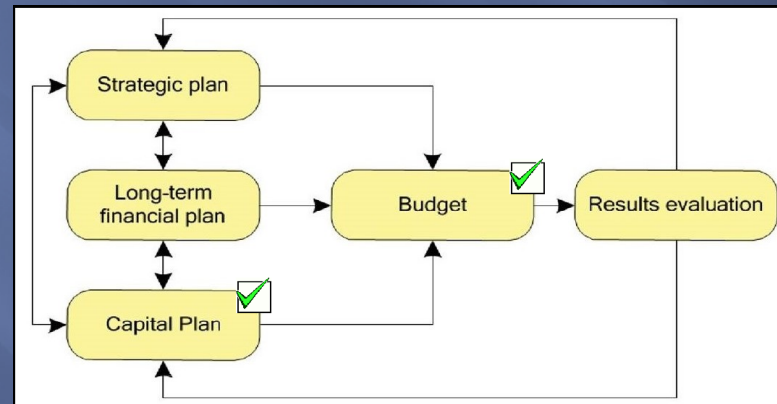 Strategic plan
Long-term
financial plan
Budget
Results evaluation
Capital Plan